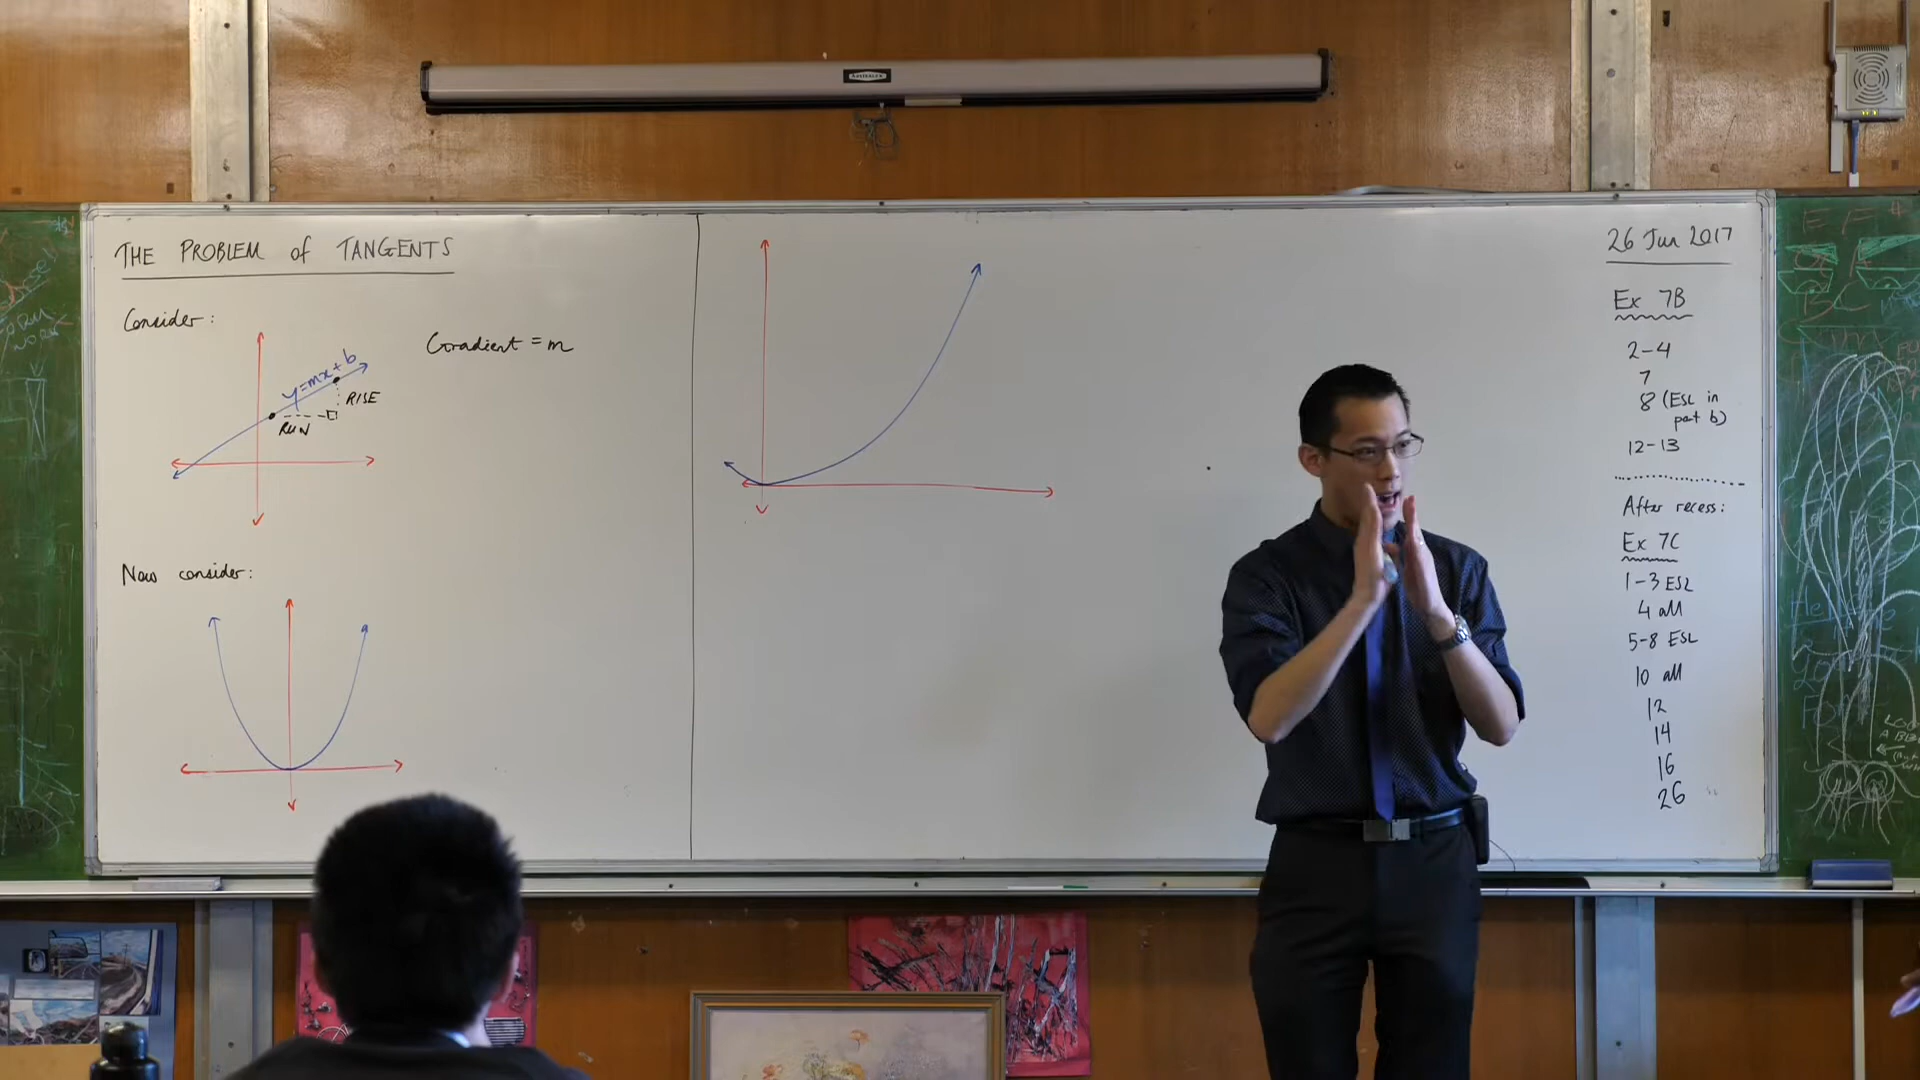 THE PROBLEM of TANGENTS
Consider:
y=mx+b
RISE
RUN
Gradient = m
Now consider:
26 Jun 2017
Ex 7B
2-4
7
8 (ESL in
part b)
12-13
After recess:
Ex 7C
1-3 ESL
4 all
5-8 ESL
10 all
12
14
16
26